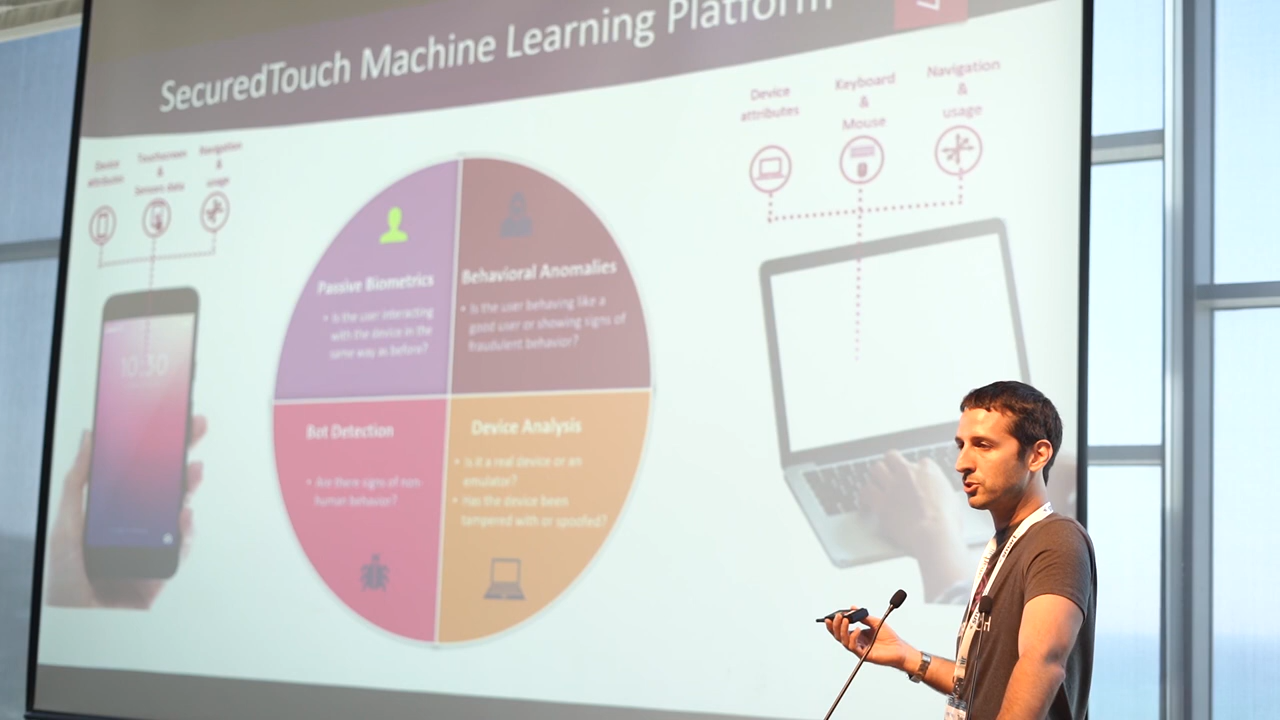 SecuredTouch Machine Learning Platform
Device
attributes
Touchscreen
&
Sensors data
Navigation
&
usage
Device
attributes
Keyboard
&
Mouse
Navigation
&
usage
10:30
Passive Biometrics
• Is the user interacting
with the device in the
same way as before?
Behavioral Anomalies
• Is the user behaving like a
good user or showing signs of
fraudulent behavior?
Bot Detection
• Are there signs of non-
human behavior?
Device Analysis
• Is it a real device or an
emulator?
• Has the device been
tampered with or spoofed?